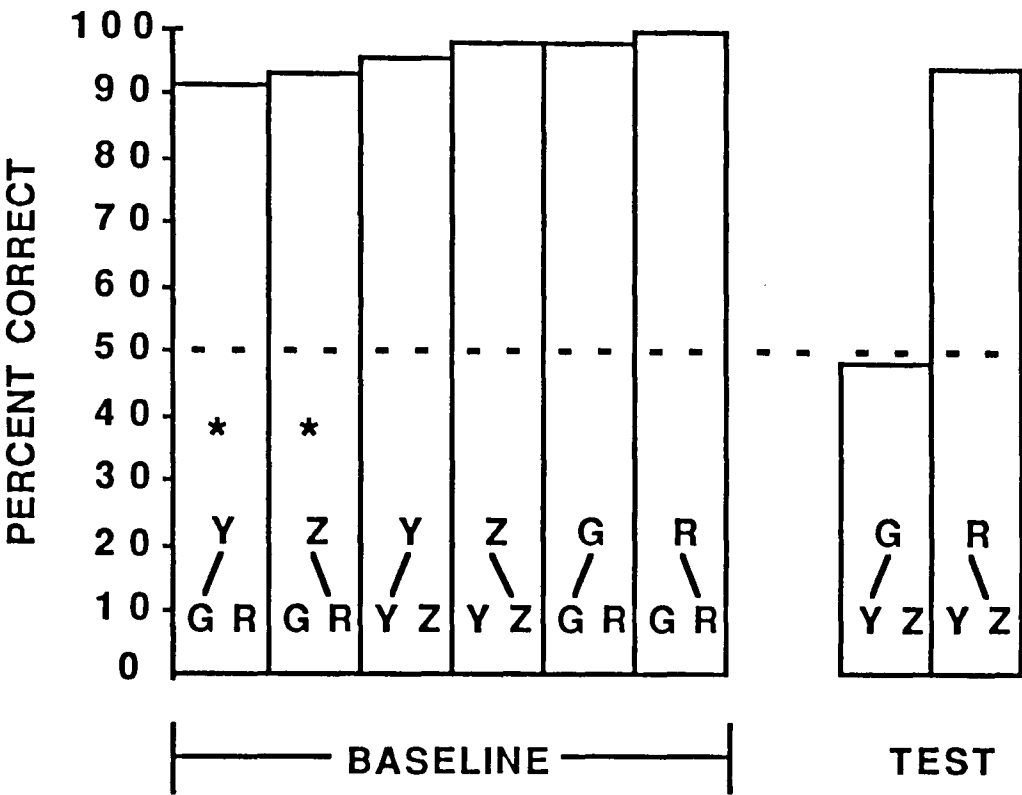 PERCENT CORRECT
100
90
80
70
60
50
40
30
20
10
0
* *
Y Z Y Z G R
G R G R Y Z Y Z G R G R
G R
Y Z Y Z
BASELINE
TEST